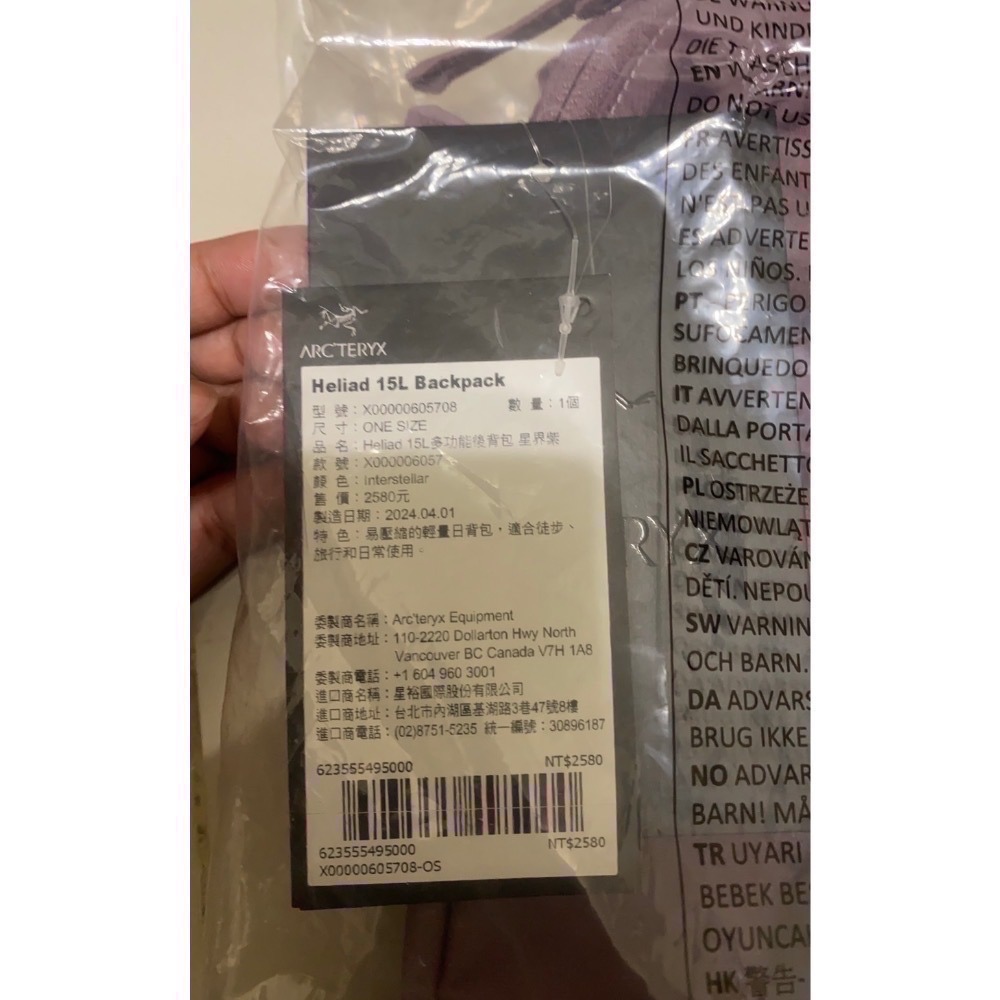 ARC'TERYX
Heliad 15L Backpack
型 號：X00000605708 數 量：1個
尺 寸：ONE SIZE
品 名：Heliad 15L多功能後背包 星界紫
款 號：X000006057
顏 色：Interstellar
售 價：2580元
製造日期：2024.04.01
特 色：易壓縮的輕量日背包，適合徒步、
旅行和日常使用。
委製商名稱：Arc'teryx Equipment
委製商地址：110-2220 Dollarton Hwy North
Vancouver BC Canada V7H 1A8
委製商電話：+1 604 960 3001
進口商名稱：星裕國際股份有限公司
進口商地址：台北市內湖區基湖路3巷47號8樓
進口商電話：(02)8751-5235 統一編號：30896187
623555495000 NT$2580
623555495000 NT$2580
X00000605708-OS
UND KINDE
DIE
EN
DO NOT US
FR AVERTISS
DES ENFANT
N'EST PAS U
ES ADVERTE
LOS NIÑOS.
PT PERIGO
SUFOCAMEN
BRINQUEDO
IT AVVERTEN
DALLA PORTA
IL SACCHETTO
PL OSTRZEŻE
NIEMOWLĄT
CZ VAROVÁN
DĚTÍ. NEPOU
SW VARNIN
OCH BARN.
DA ADVARS
BRUG IKKE
NO ADVAR
BARN! MÅ
TR UYARI
BEBEK BE
OYUNCA
HK 警告-